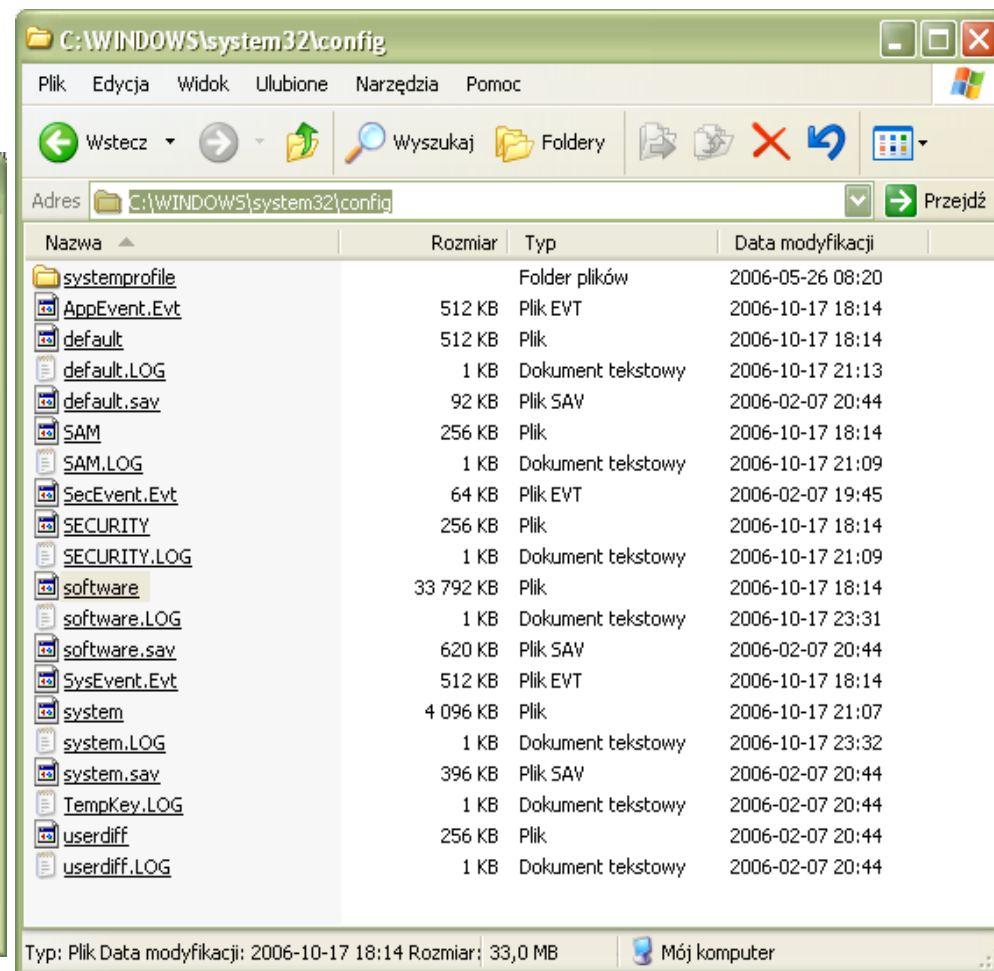 C:\WINDOWS\system32\config
Plik Edycja Widok Ulubione Narzędzia Pomoc
Wstecz Wyszukaj Foldery
Adres C:\WINDOWS\system32\config Przejdź
Nazwa Rozmiar Typ Data modyfikacji
systemprofile Folder plików 2006-05-26 08:20
AppEvent.Evt 512 KB Plik EVT 2006-10-17 18:14
default 512 KB Plik 2006-10-17 18:14
default.LOG 1 KB Dokument tekstowy 2006-10-17 21:13
default.sav 92 KB Plik SAV 2006-02-07 20:44
SAM 256 KB Plik 2006-10-17 18:14
SAM.LOG 1 KB Dokument tekstowy 2006-10-17 21:09
SecEvent.Evt 64 KB Plik EVT 2006-02-07 19:45
SECURITY 256 KB Plik 2006-10-17 18:14
SECURITY.LOG 1 KB Dokument tekstowy 2006-10-17 21:09
software 33 792 KB Plik 2006-10-17 18:14
software.LOG 1 KB Dokument tekstowy 2006-10-17 23:31
software.sav 620 KB Plik SAV 2006-02-07 20:44
SysEvent.Evt 512 KB Plik EVT 2006-10-17 18:14
system 4 096 KB Plik 2006-10-17 21:07
system.LOG 1 KB Dokument tekstowy 2006-10-17 23:32
system.sav 396 KB Plik SAV 2006-02-07 20:44
TempKey.LOG 1 KB Dokument tekstowy 2006-02-07 20:44
userdiff 256 KB Plik 2006-02-07 20:44
userdiff.LOG 1 KB Dokument tekstowy 2006-02-07 20:44
Typ: Plik Data modyfikacji: 2006-10-17 18:14 Rozmiar: 33,0 MB Mój komputer